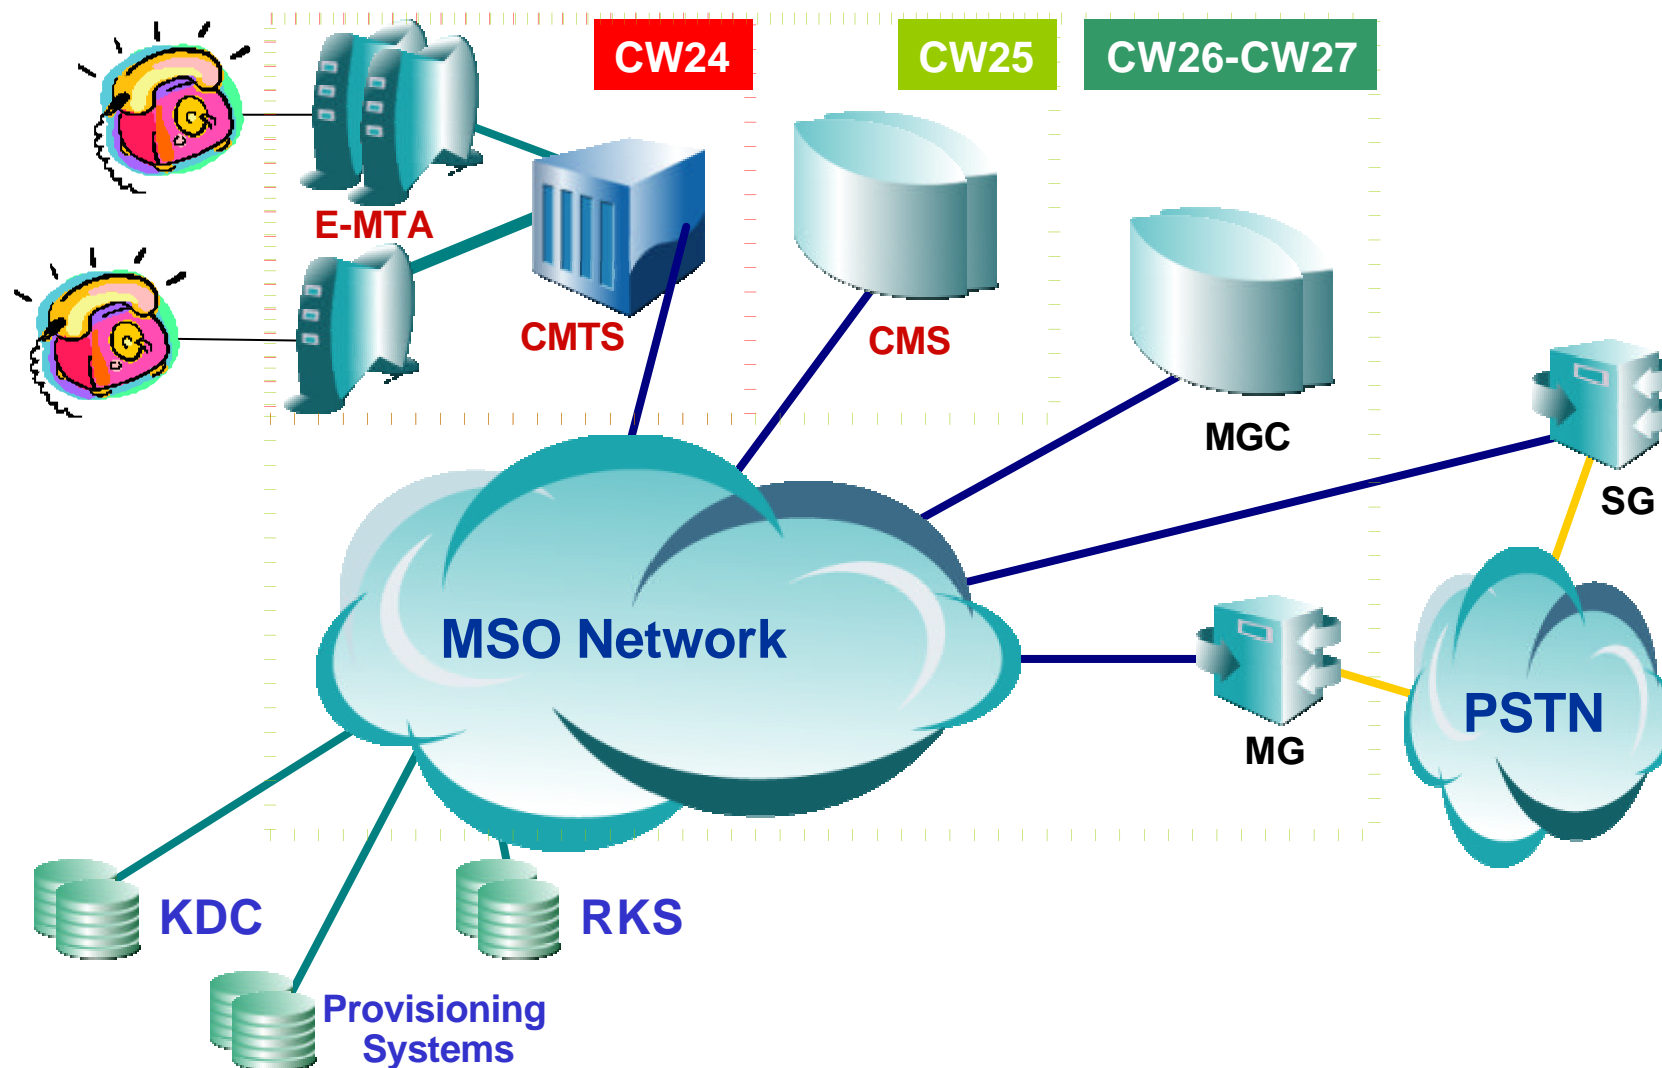 CW24
CW25
CW26-CW27
E-MTA
CMTS
CMS
MGC
SG
MSO Network
PSTN
MG
KDC
RKS
Provisioning
Systems